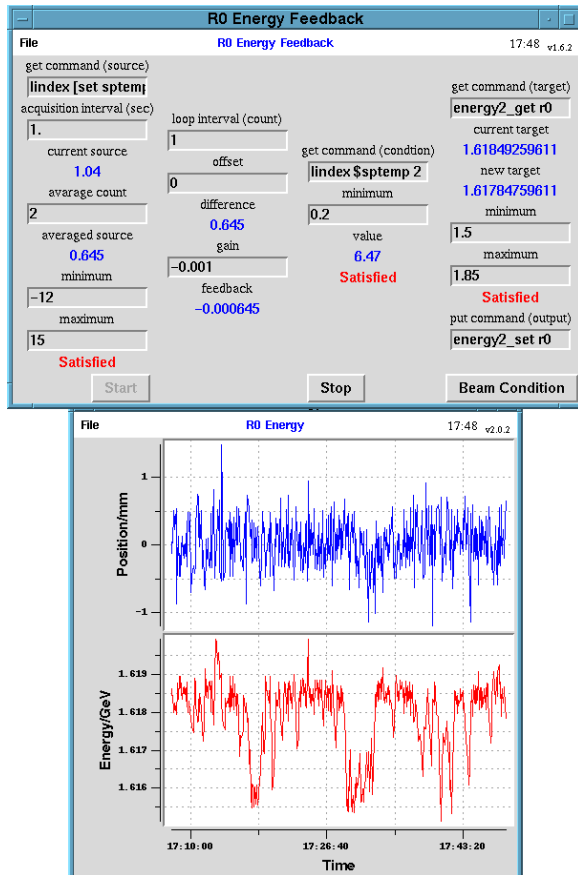 R0 Energy Feedback
File R0 Energy Feedback 17:48 v1.6.2
get command (source)
lindex [set sptemp
acquisition interval (sec)
1.
current source
1.04
avarage count
2
averaged source
0.645
minimum
-12
maximum
15
Satisfied
loop interval (count)
1
offset
0
difference
0.645
gain
-0.001
feedback
-0.000645
get command (condtion)
lindex $sptemp 2
minimum
0.2
value
6.47
Satisfied
get command (target)
energy2_get r0
current target
1.61849259611
new target
1.61784759611
minimum
1.5
maximum
1.85
Satisfied
put command (output)
energy2_set r0
Start Stop Beam Condition
File R0 Energy 17:48 v2.0.2
Position/mm
1
0
-1
Energy/GeV
1.619
1.618
1.617
1.616
17:10:00 17:26:40 17:43:20
Time